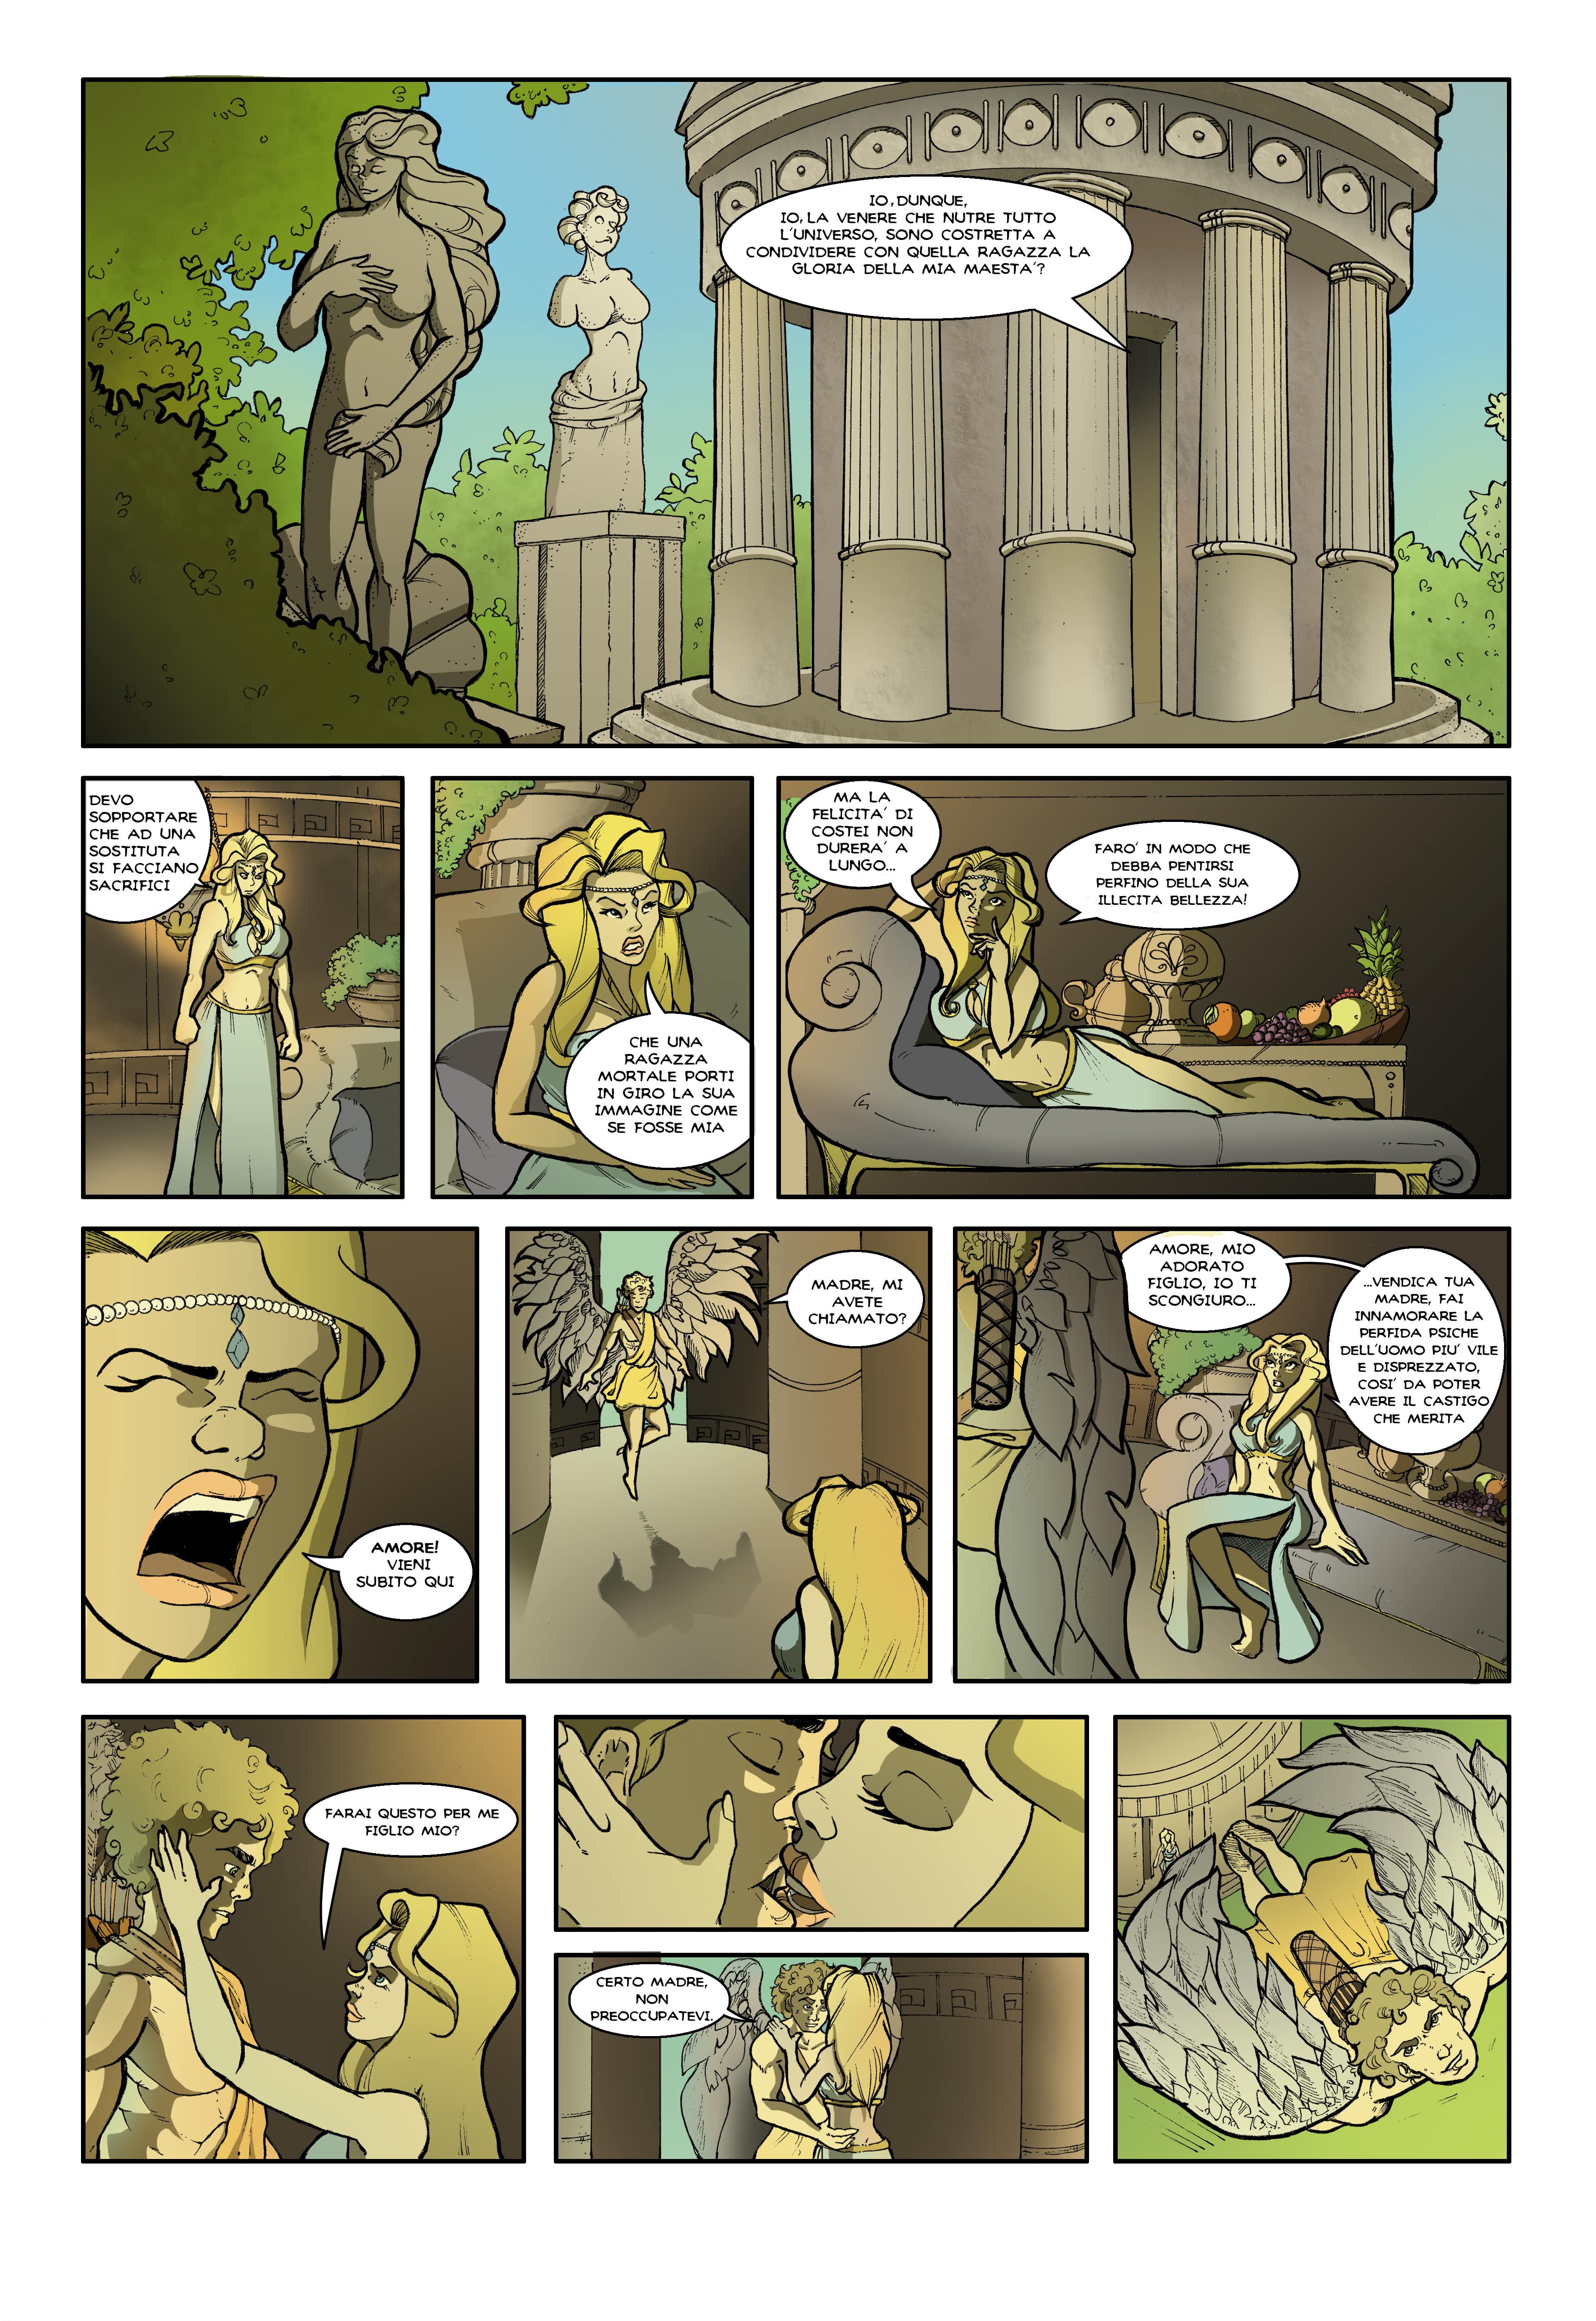 IO, DUNQUE,
IO, LA VENERE CHE NUTRE TUTTO
L'UNIVERSO, SONO COSTRETTA A
CONDIVIDERE CON QUELLA RAGAZZA LA
GLORIA DELLA MIA MAESTA'?
DEVO
SOPPORTARE
CHE AD UNA
SOSTITUTA
SI FACCIANO
SACRIFICI
CHE UNA
RAGAZZA
MORTALE PORTI
IN GIRO LA SUA
IMMAGINE COME
SE FOSSE MIA
MA LA
FELICITA' DI
COSTEI NON
DURERA' A
LUNGO...
FARO' IN MODO CHE
DEBBA PENTIRSI
PERFINO DELLA SUA
ILLECITA BELLEZZA!
AMORE!
VIENI
SUBITO QUI
MADRE, MI
AVETE
CHIAMATO?
AMORE, MIO
ADORATO
FIGLIO, IO TI
SCONGIURO...
...VENDICA TUA
MADRE, FAI
INNAMORARE LA
PERFIDA PSICHE
DELL'UOMO PIU' VILE
E DISPREZZATO,
COSI' DA POTER
AVERE IL CASTIGO
CHE MERITA
FARAI QUESTO PER ME
FIGLIO MIO?
CERTO MADRE,
NON
PREOCCUPATEVI.